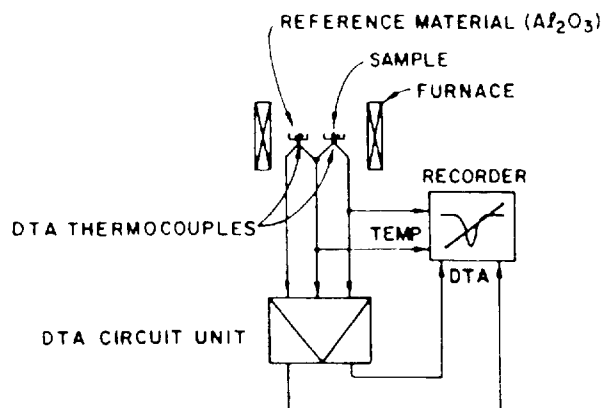 REFERENCE MATERIAL (Al2O3)
SAMPLE
FURNACE
RECORDER
DTA THERMOCOUPLES
TEMP
DTA
DTA CIRCUIT UNIT